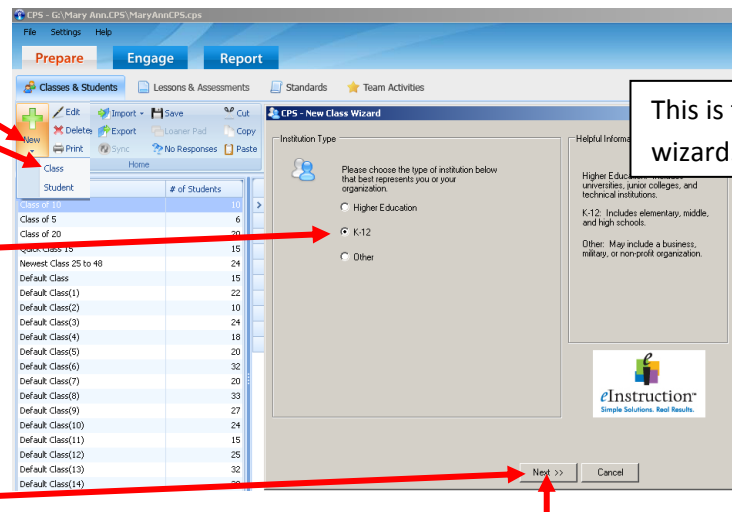 CPS - G:\Mary Ann.CPS\MaryAnnCPS.cps
File Settings Help
Prepare Engage Report
Classes & Students Lessons & Assessments Standards Team Activities
New
Edit Import Save Cut
Delete Export Loaner Pad Copy
Print Sync No Responses Paste
Home
Class
Student
# of Students
Class of 10 10
Class of 5 6
Class of 20 20
Quick Class 15 15
Newest Class 25 to 48 24
Default Class 15
Default Class(1) 22
Default Class(2) 10
Default Class(3) 24
Default Class(4) 18
Default Class(5) 20
Default Class(6) 32
Default Class(7) 20
Default Class(8) 33
Default Class(9) 27
Default Class(10) 24
Default Class(11) 15
Default Class(12) 25
Default Class(13) 32
Default Class(14)
CPS - New Class Wizard
Institution Type
Please choose the type of institution below
that best represents you or your
organization.
Higher Education
K-12
Other
Helpful Informa
Higher Educa
universities, junior colleges, and
technical institutions.
K-12: Includes elementary, middle,
and high schools.
Other: May include a business,
military, or non-profit organization.
eInstruction
Simple Solutions. Real Results.
Next >> Cancel
This is
wizard